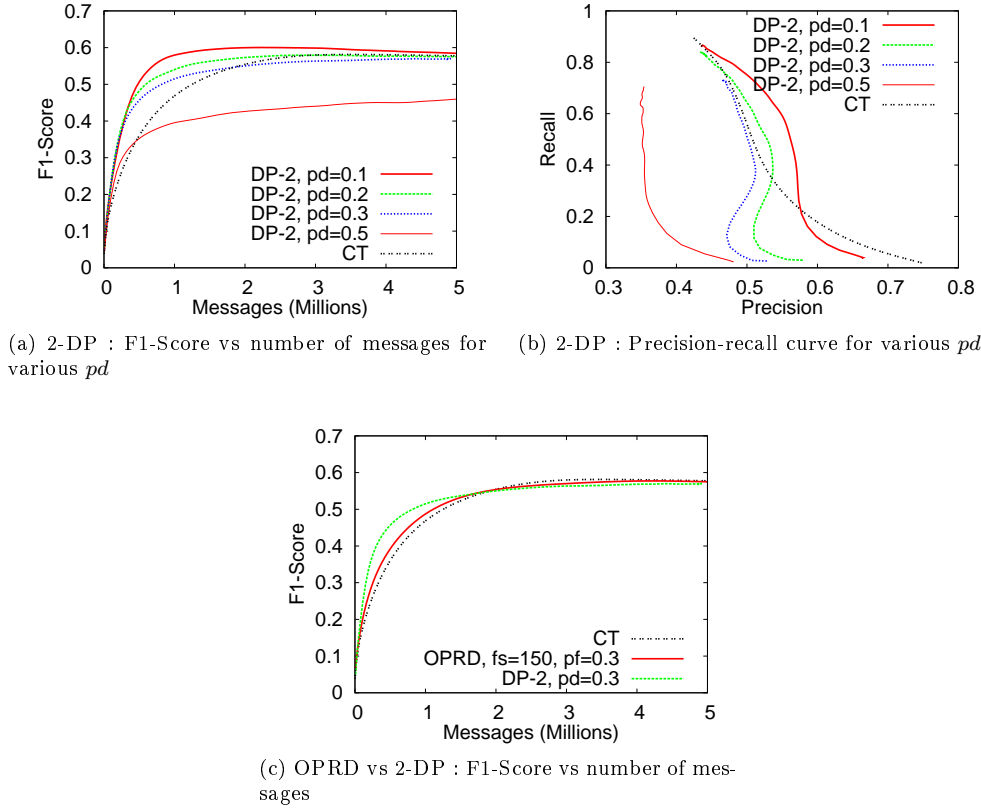 0.7
0.6
0.5
0.4
0.3
0.2
0.1
0
F1-Score
DP-2, pd=0.1
DP-2, pd=0.2
DP-2, pd=0.3
DP-2, pd=0.5
CT
0 1 2 3 4 5
Messages (Millions)
(a) 2-DP : F1-Score vs number of messages for
various pd
1
0.8
0.6
0.4
0.2
0
Recall
DP-2, pd=0.1
DP-2, pd=0.2
DP-2, pd=0.3
DP-2, pd=0.5
CT
0.3 0.4 0.5 0.6 0.7 0.8
Precision
(b) 2-DP : Precision-recall curve for various pd
0.7
0.6
0.5
0.4
0.3
0.2
0.1
0
F1-Score
CT
OPRD, fs=150, pf=0.3
DP-2, pd=0.3
0 1 2 3 4 5
Messages (Millions)
(c) OPRD vs 2-DP : F1-Score vs number of mes-
sages